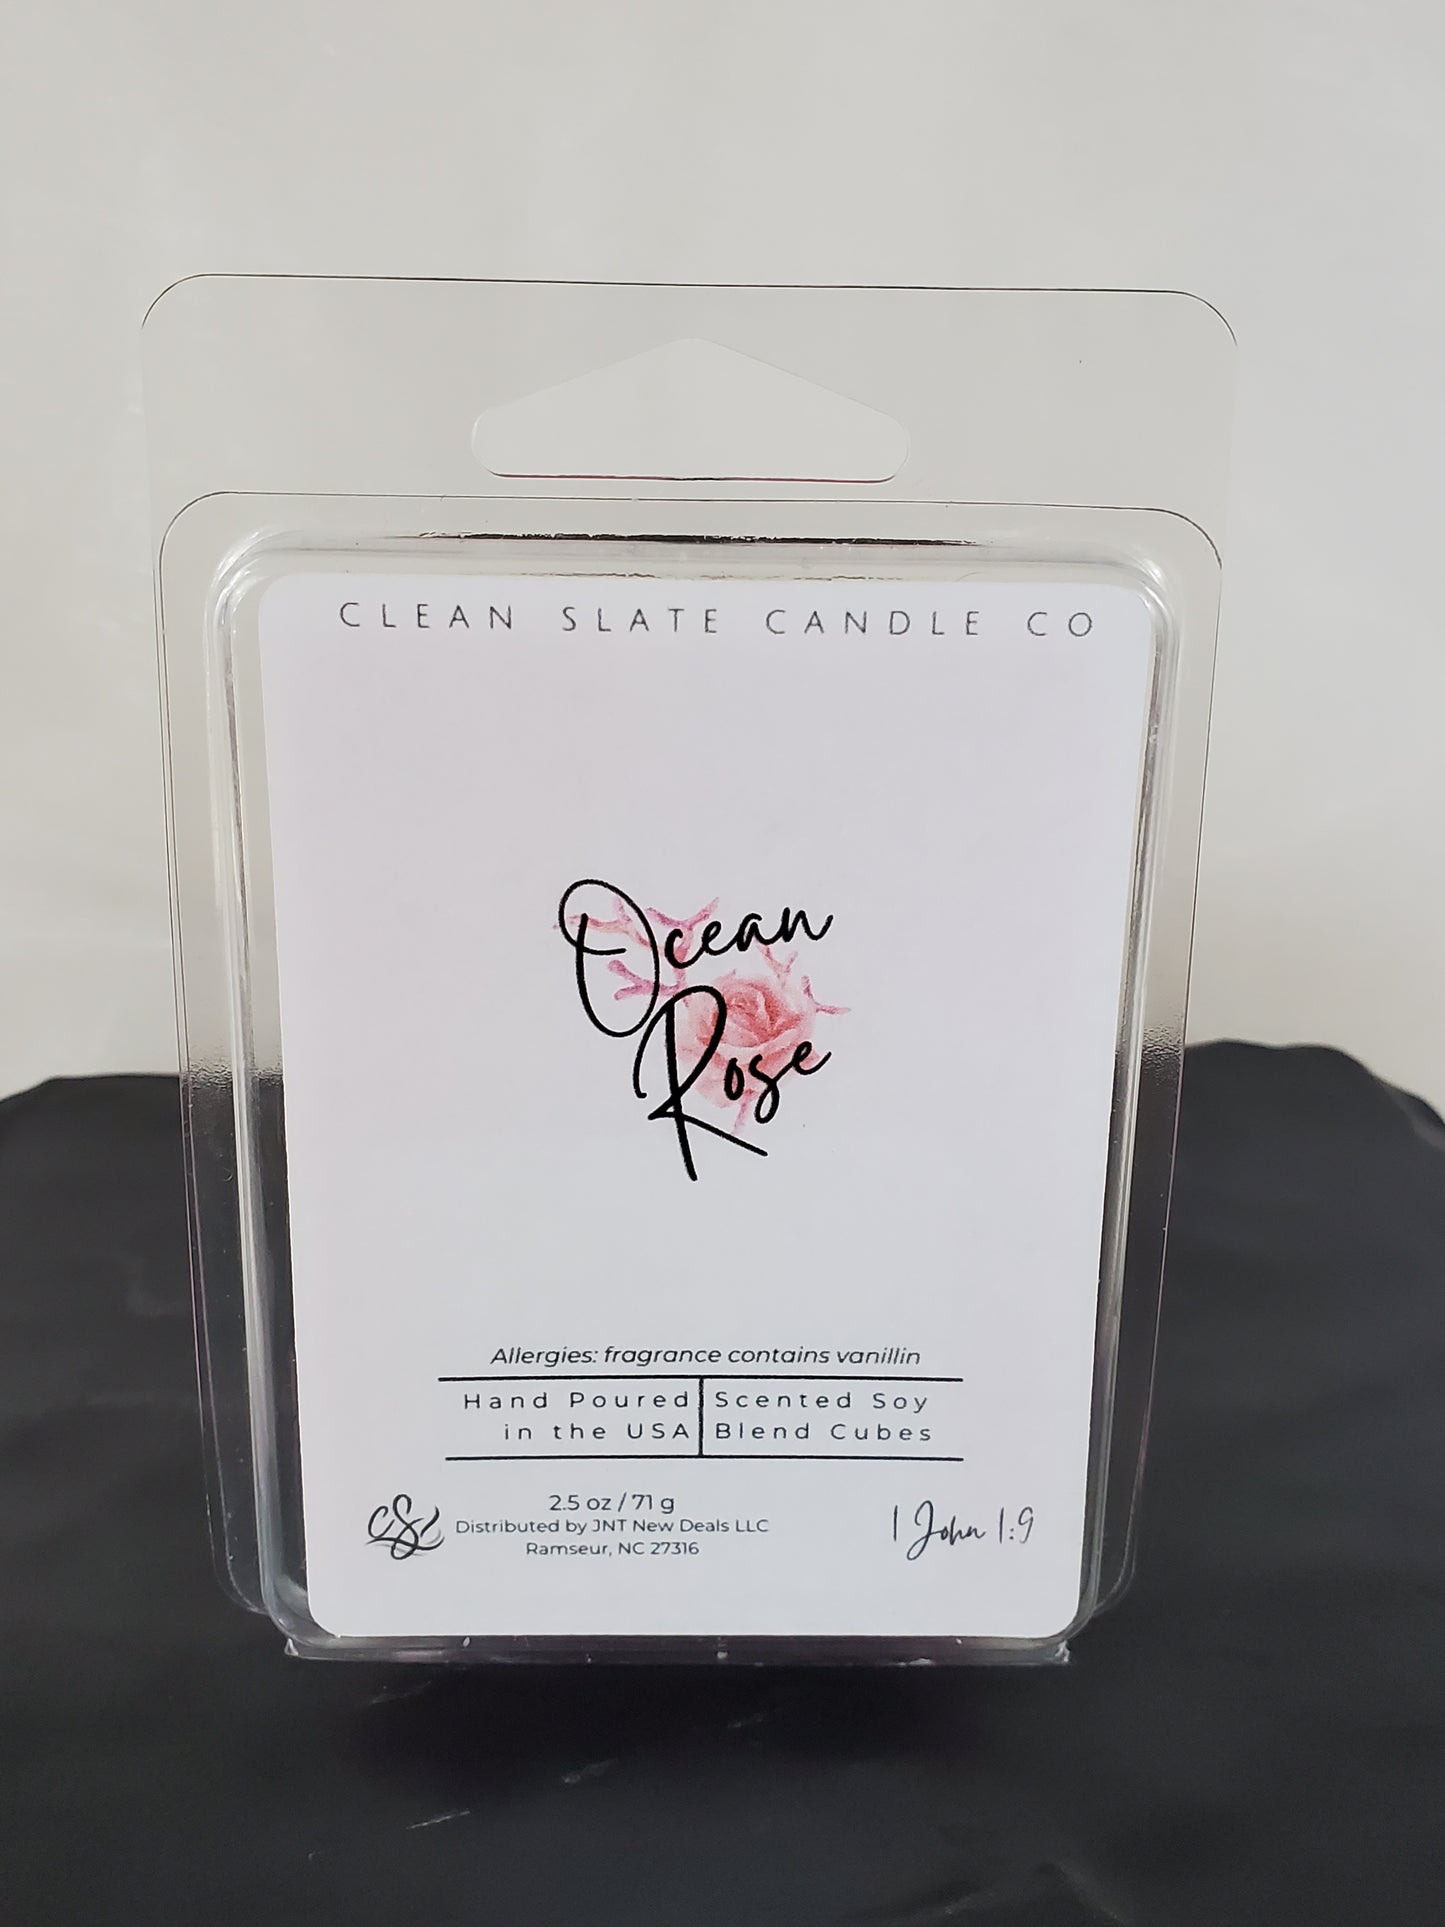 CLEAN SLATE CANDLE CO
Ocean
Rose
Allergies: fragrance contains vanillin
Hand Poured
in the USA
Scented Soy
Blend Cubes
CSC
2.5 oz / 71 g
Distributed by JNT New Deals LLC
Ramseur, NC 27316
1 John 1:9